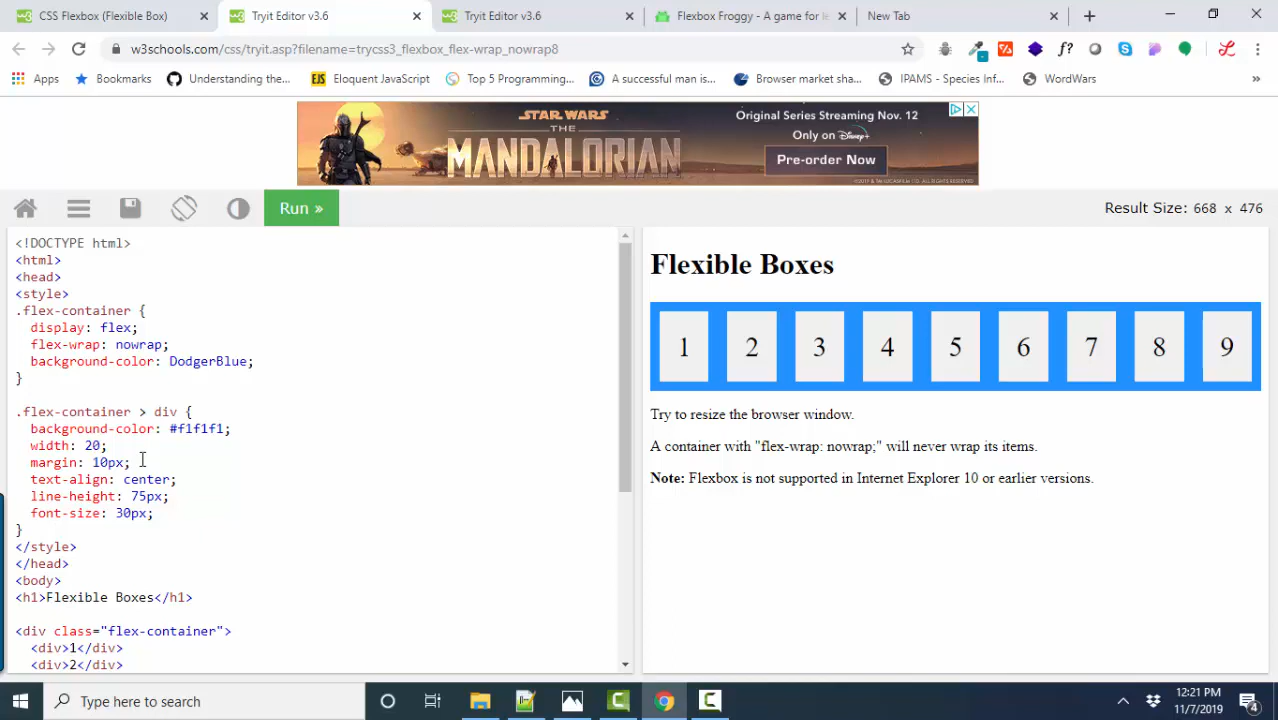 CSS Flexbox (Flexible Box)
Tryit Editor v3.6
Tryit Editor v3.6
Flexbox Froggy - A game for le
New Tab
w3schools.com/css/tryit.asp?filename=trycss3_flexbox_flex-wrap_nowrap8
f?
Apps
Bookmarks
Understanding the...
EJS Eloquent JavaScript
Top 5 Programming...
A successful man is...
Browser market sha...
IPAMS - Species Inf...
WordWars
»
STAR WARS
THE
MANDALORIAN
Original Series Streaming Nov. 12
Only on Disney+
Pre-order Now
Run »
Result Size: 668 x 476
<!DOCTYPE html>
<html>
<head>
<style>
.flex-container {
  display: flex;
  flex-wrap: nowrap;
  background-color: DodgerBlue;
}
.flex-container > div {
  background-color: #f1f1f1;
  width: 20;
  margin: 10px;
  text-align: center;
  line-height: 75px;
  font-size: 30px;
}
</style>
</head>
<body>
<h1>Flexible Boxes</h1>
<div class="flex-container">
  <div>1</div>
  <div>2</div>
Flexible Boxes
1 2 3 4 5 6 7 8 9
Try to resize the browser window.
A container with "flex-wrap: nowrap;" will never wrap its items.
Note: Flexbox is not supported in Internet Explorer 10 or earlier versions.
Type here to search
12:21 PM
11/7/2019
4